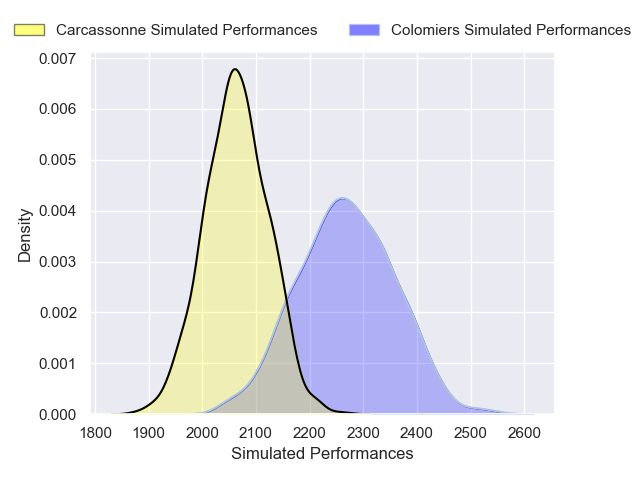 Carcassonne Simulated Performances Colomiers Simulated Performances
0.007
0.006
0.005
0.004
0.003
0.002
0.001
0.000
Density
1800 1900 2000 2100 2200 2300 2400 2500 2600
Simulated Performances